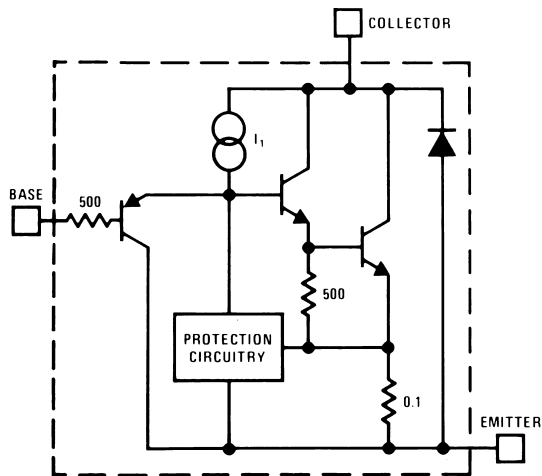 COLLECTOR
I₁
BASE
500
500
PROTECTION
CIRCUITRY
0.1
EMITTER